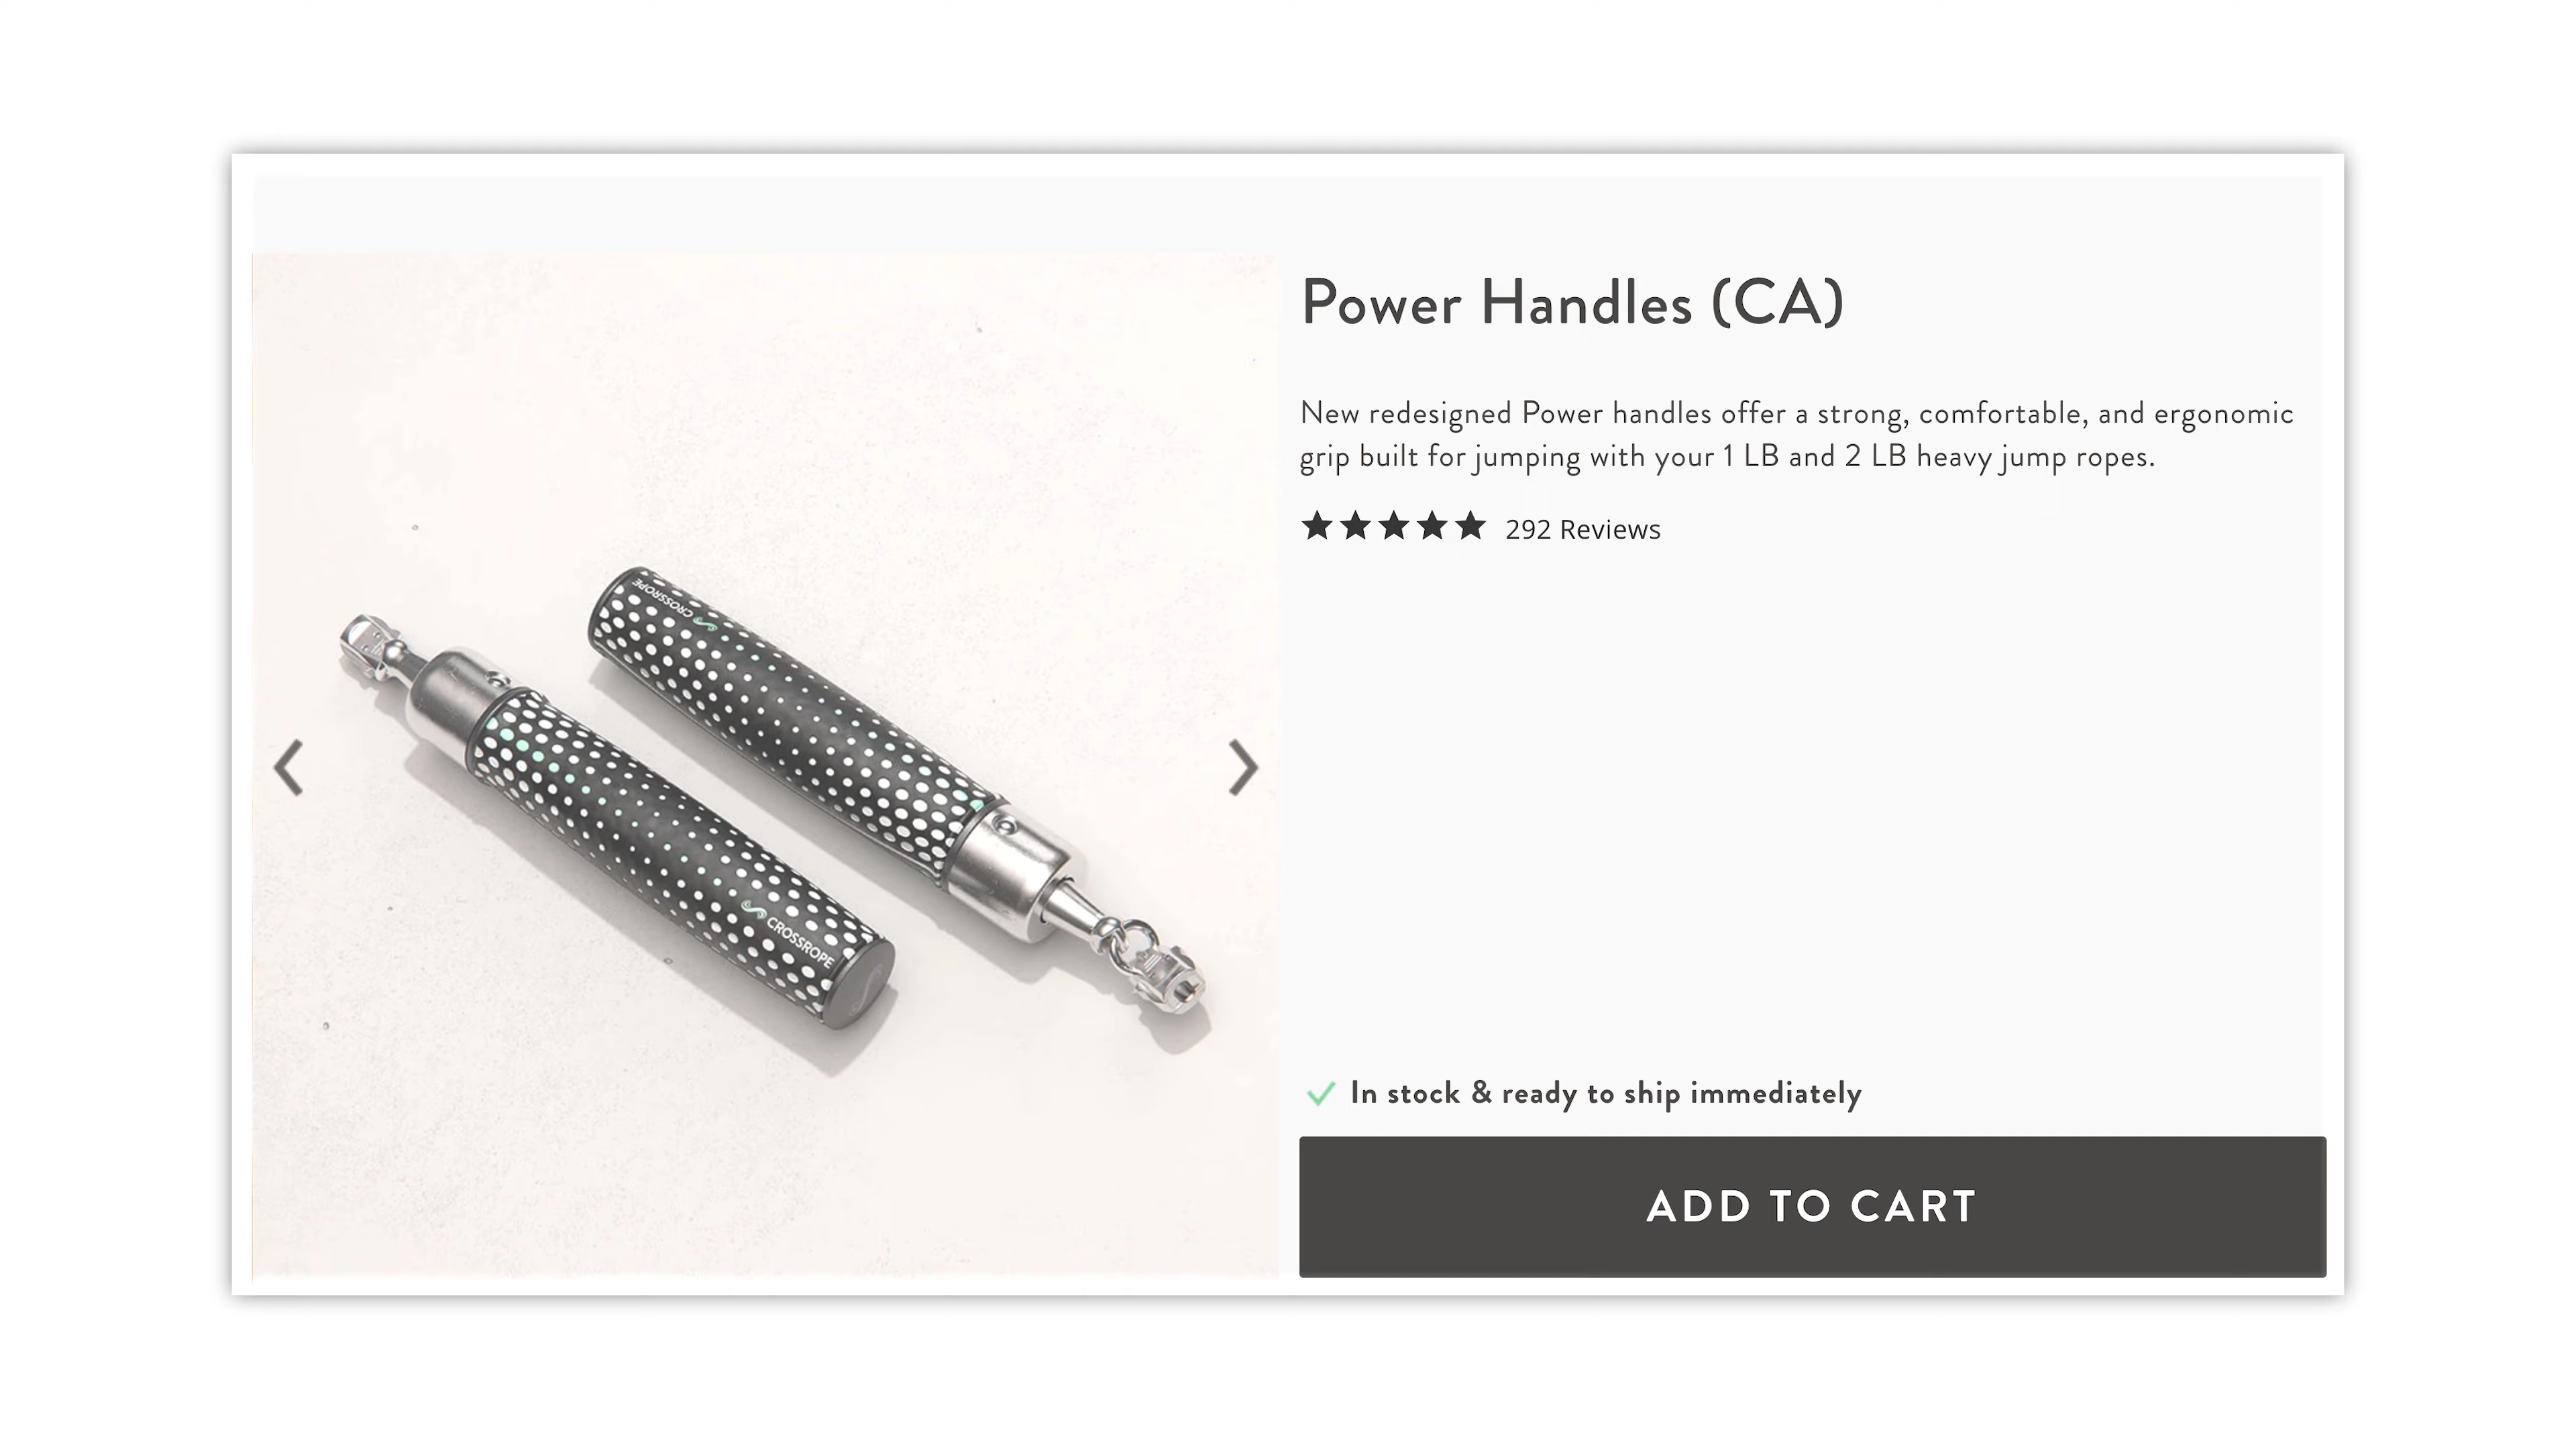 Power Handles (CA)
New redesigned Power handles offer a strong, comfortable, and ergonomic
grip built for jumping with your 1 LB and 2 LB heavy jump ropes.
292 Reviews
CROSSROPE
CROSSROPE
In stock & ready to ship immediately
ADD TO CART